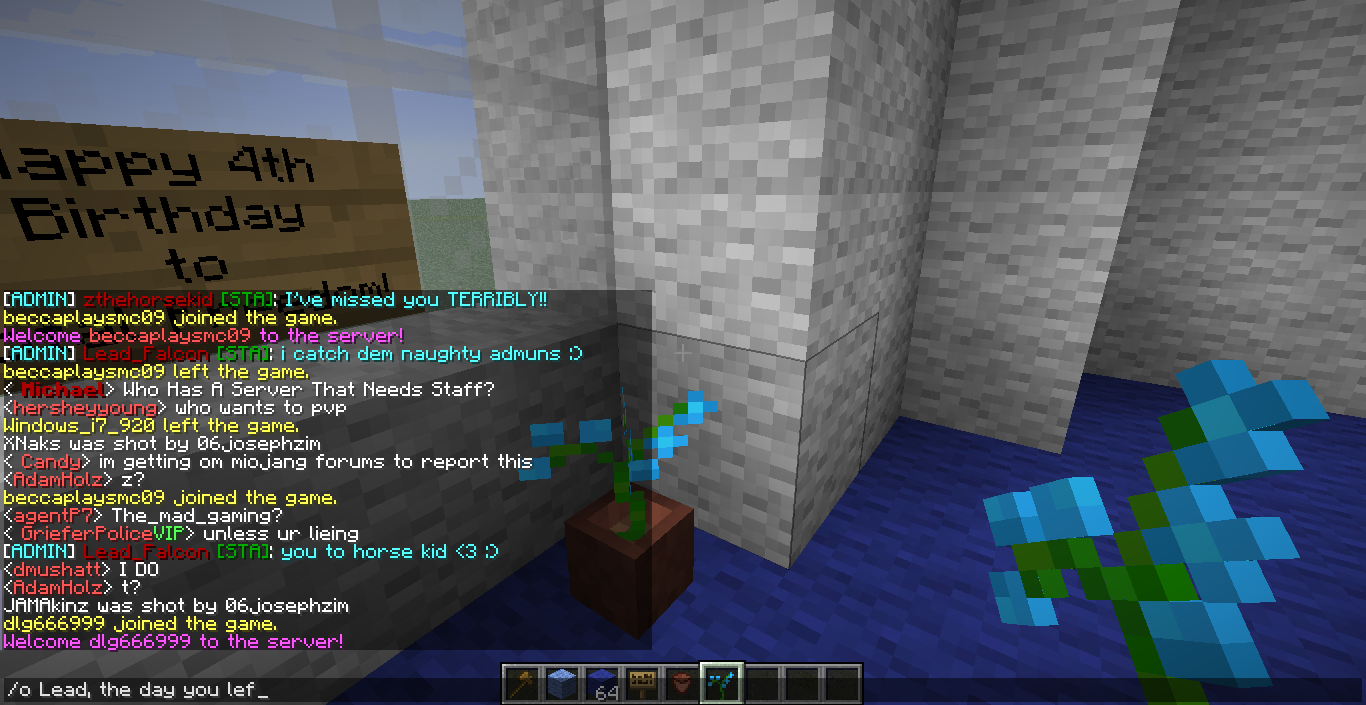 Happy 4th
Birthday
to
[ADMIN] zthehorsekid [STA]: I've missed you TERRIBLY!!
beccaplaysmc09 joined the game.
Welcome beccaplaysmc09 to the server!
[ADMIN] Lead_Falcon [STA]: i catch dem naughty admuns :)
beccaplaysmc09 left the game.
< Michael> Who Has A Server That Needs Staff?
<hersheyyoung> who wants to pvp
Windows_i7_920 left the game.
XNaks was shot by 06josephzim
< Candy> im getting om miojang forums to report this
<AdamHolz> z?
beccaplaysmc09 joined the game.
<agentP7> The_mad_gaming?
< GrieferPoliceVIP> unless ur lieing
[ADMIN] Lead_Falcon [STA]: you to horse kid <3 :)
<dmushatt> I DO
<AdamHolz> t?
JAMAkinz was shot by 06josephzim
dlg666999 joined the game.
Welcome dlg666999 to the server!
/o Lead, the day you lef_
64